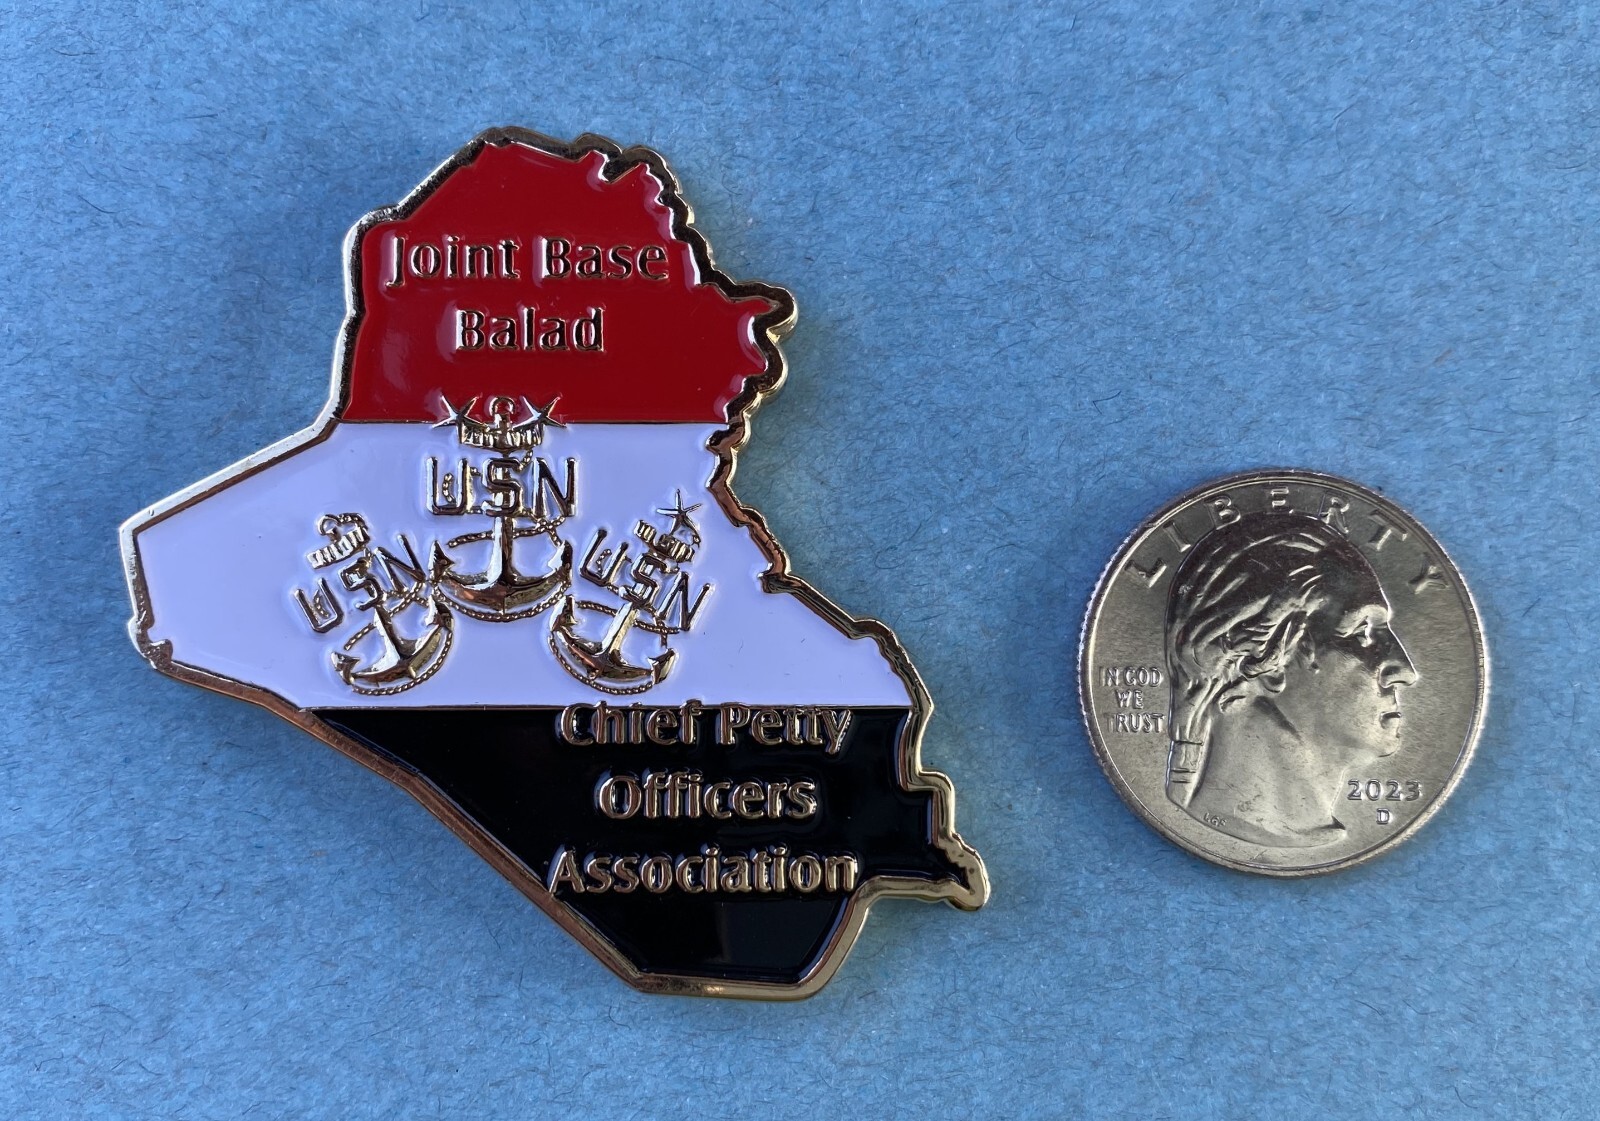 Joint Base
Balad
USN
USN
USN
Chief Petty
Officers
Association
LIBERTY
IN GOD
WE
TRUST
2023
D